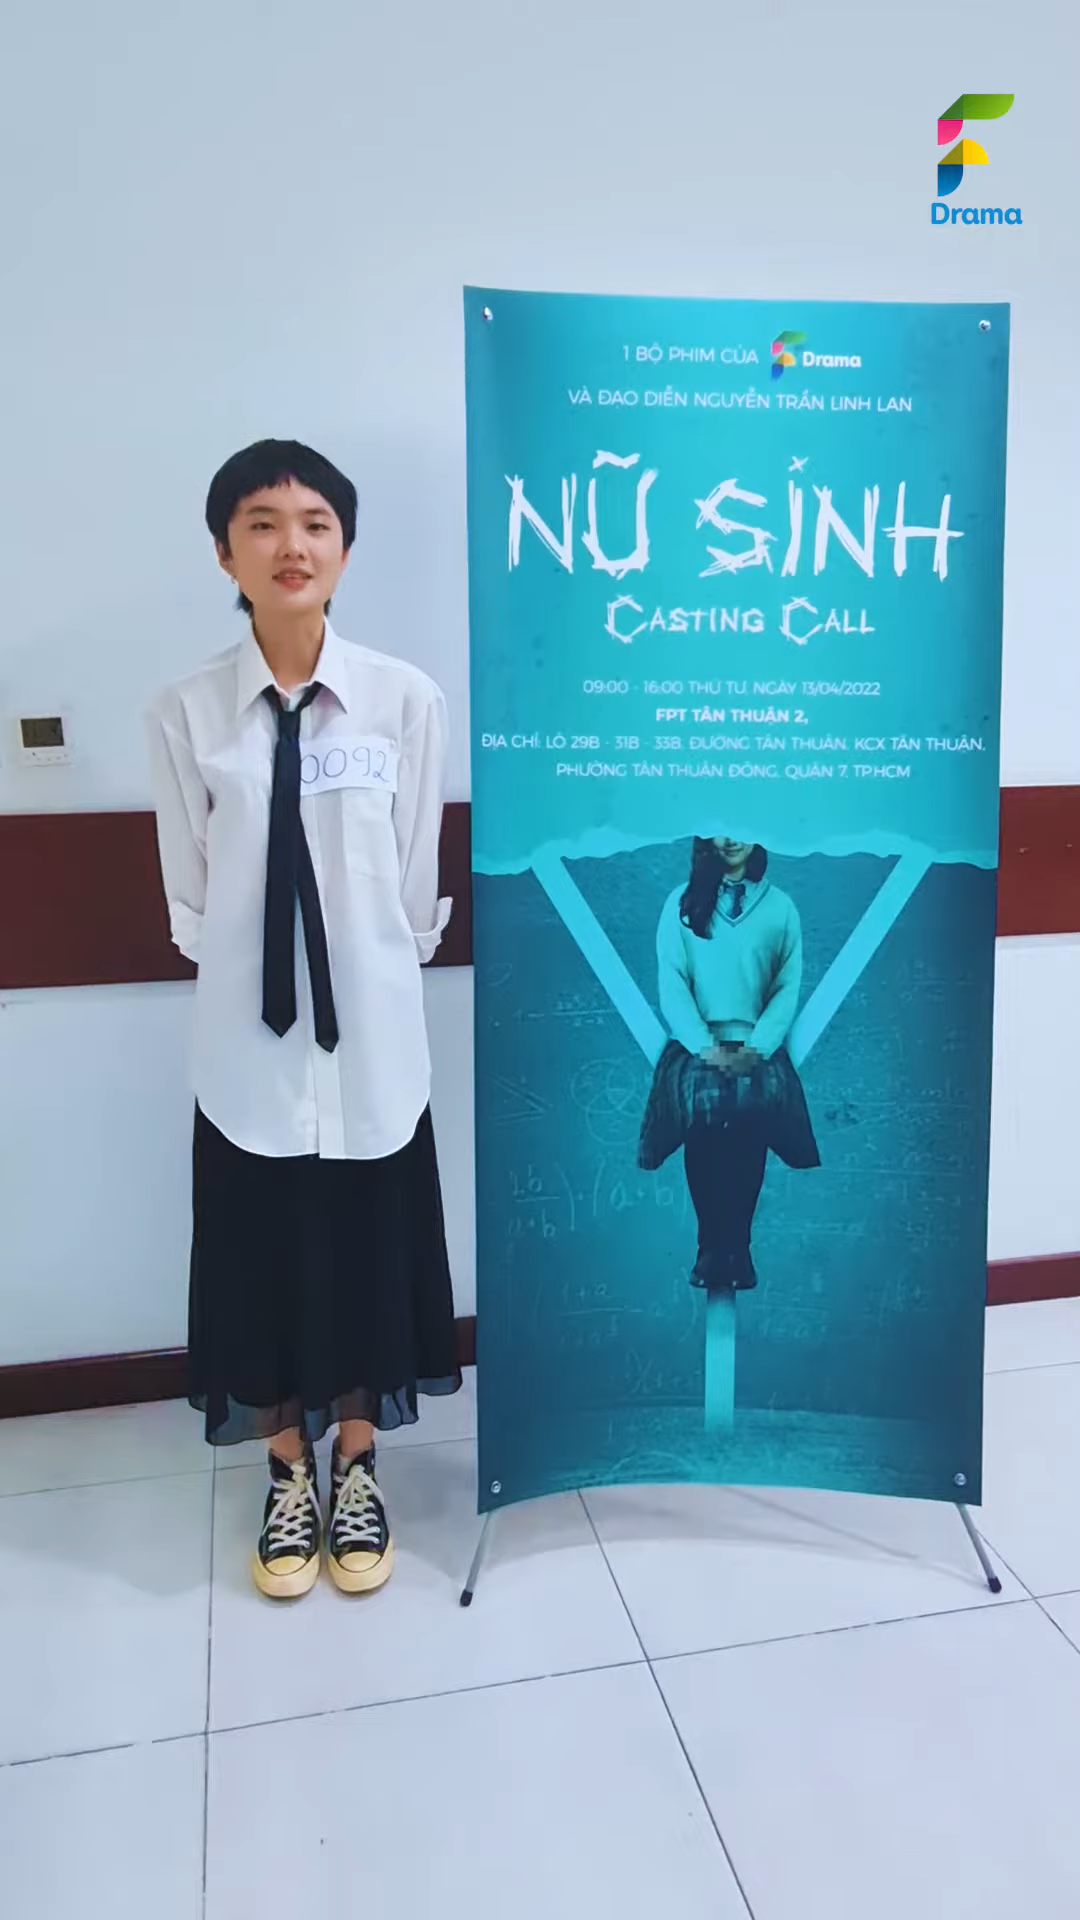 Drama
1 BỘ PHIM CỦA Drama
VÀ ĐẠO DIỄN NGUYỄN TRẦN LINH LAN
NỮ SINH
CASTING CALL
09:00 - 16:00 THỨ TƯ, NGÀY 13/04/2022
FPT TÂN THUẬN 2,
ĐỊA CHỈ: LÔ 29B - 31B - 33B, ĐƯỜNG TÂN THUẬN, KCX TÂN THUẬN,
PHƯỜNG TÂN THUẬN ĐÔNG, QUẬN 7, TP.HCM
0092